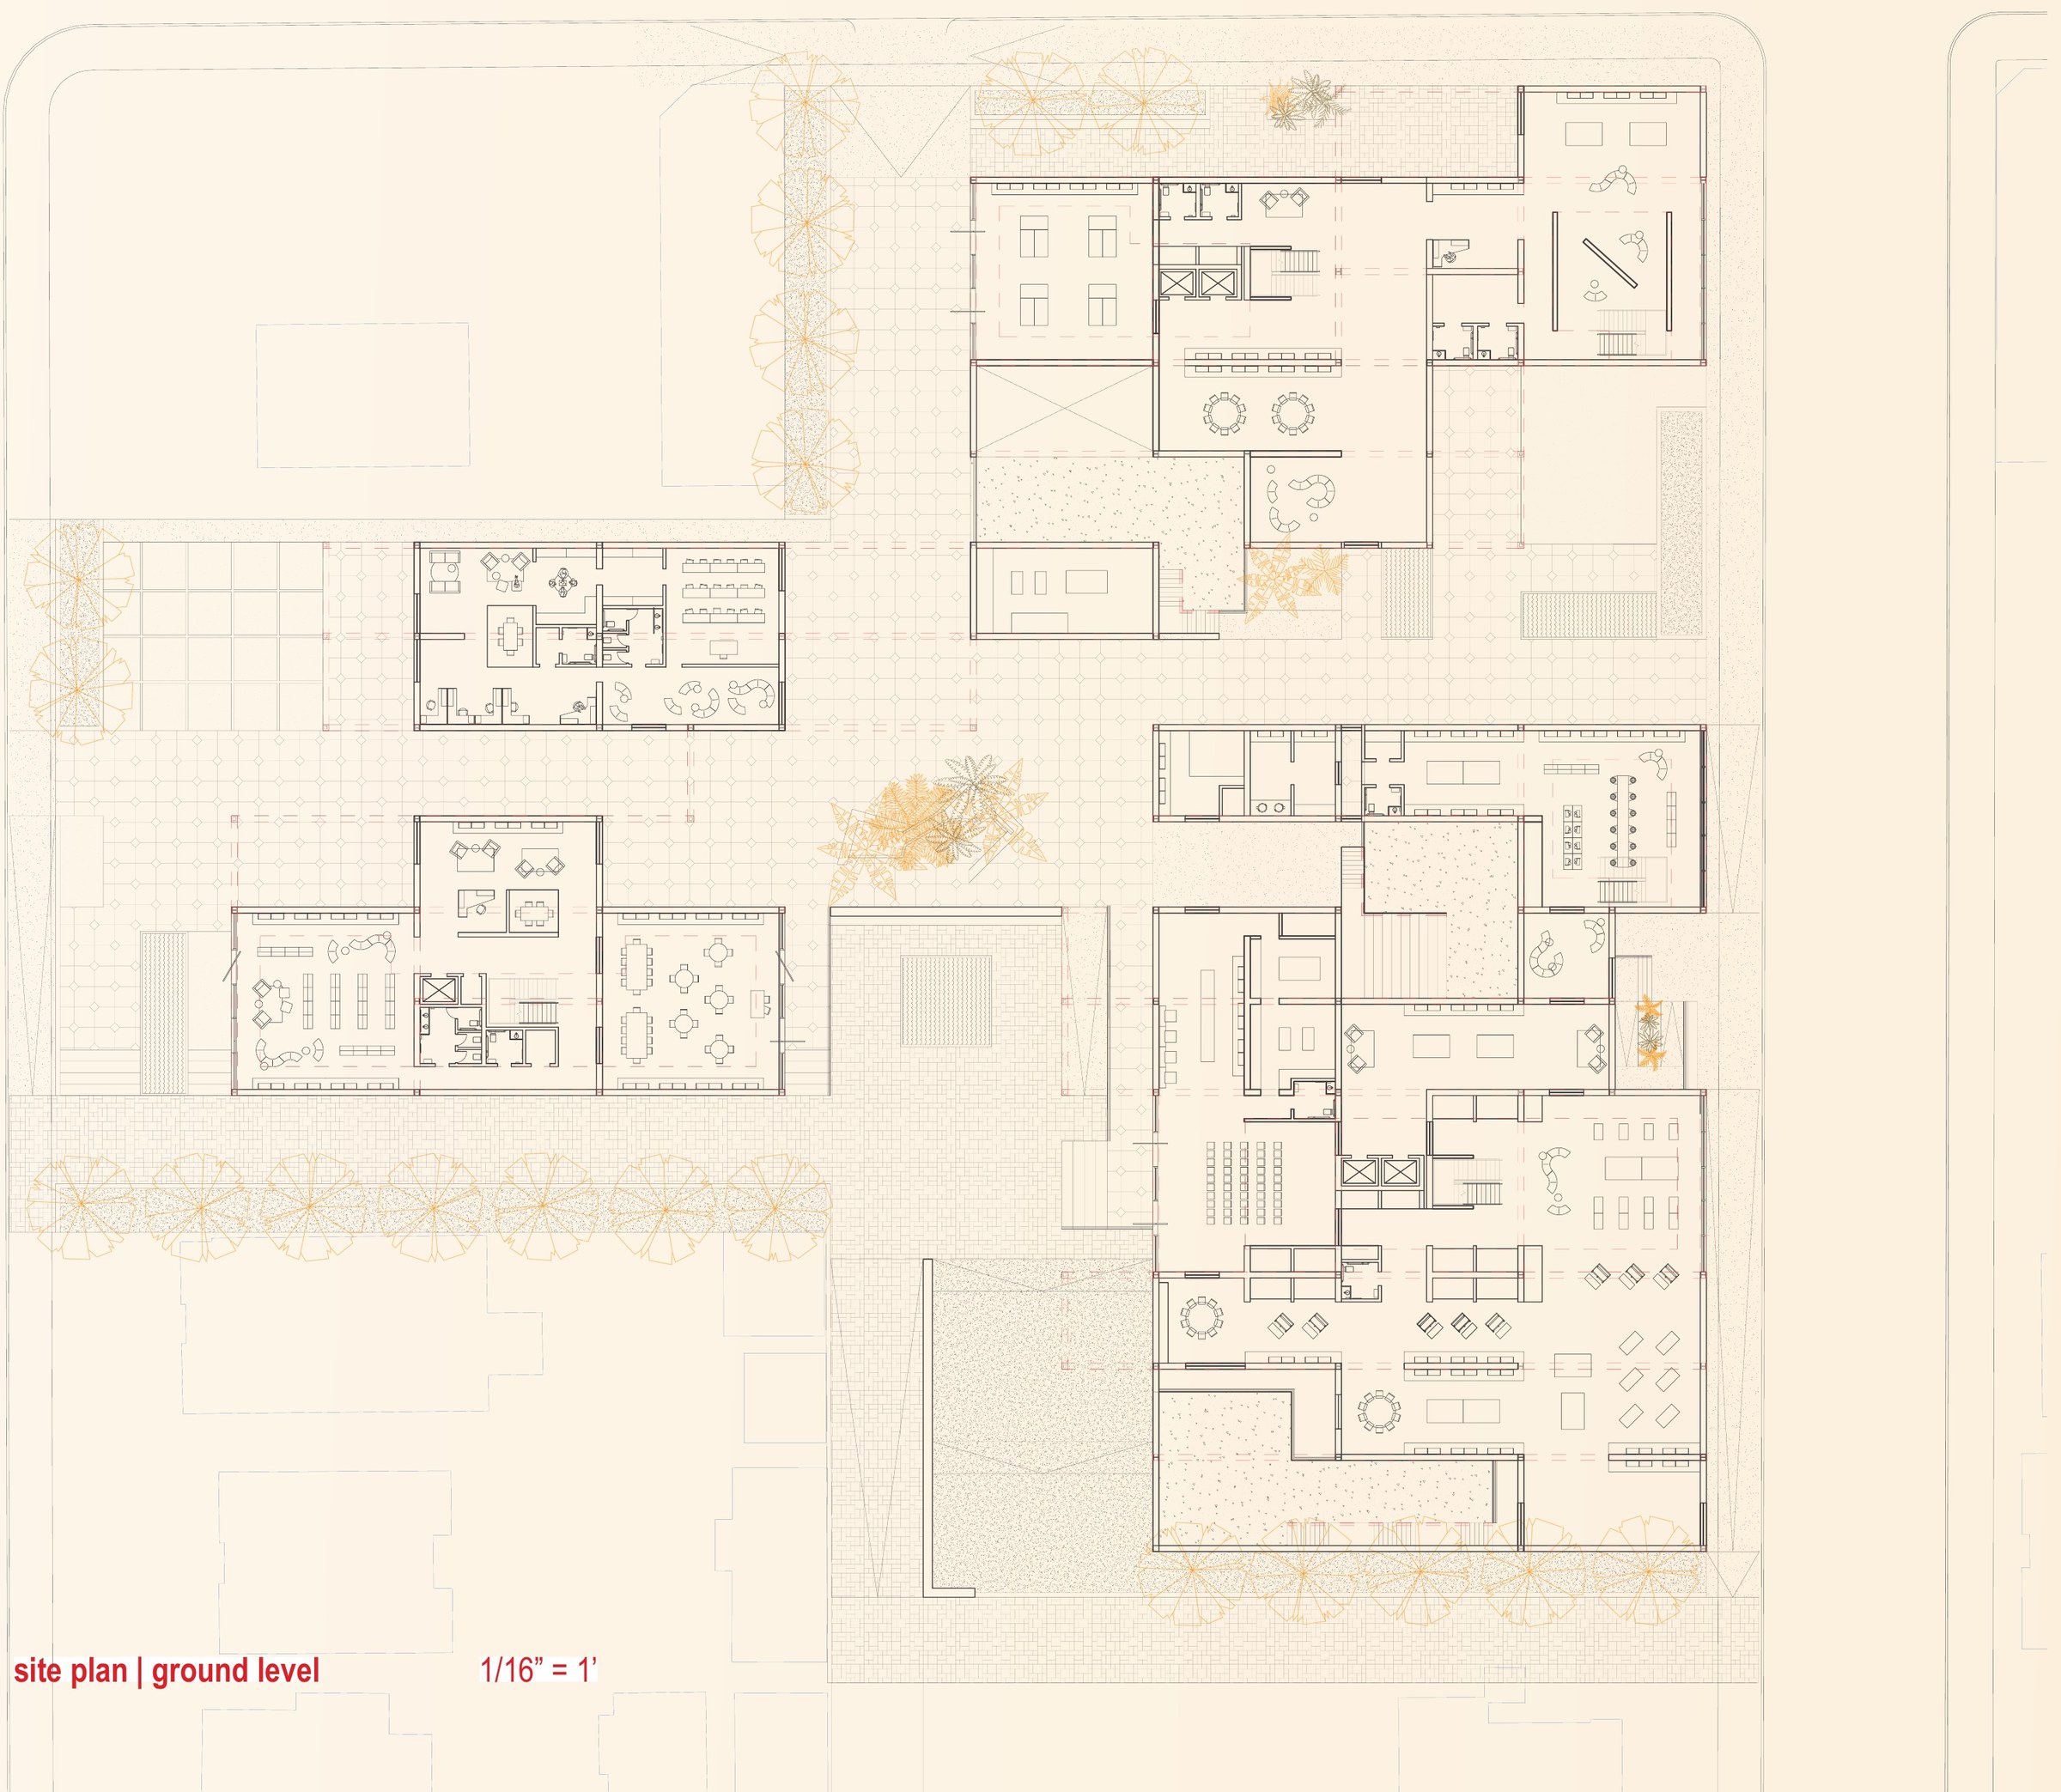 site plan | ground level
1/16” = 1’